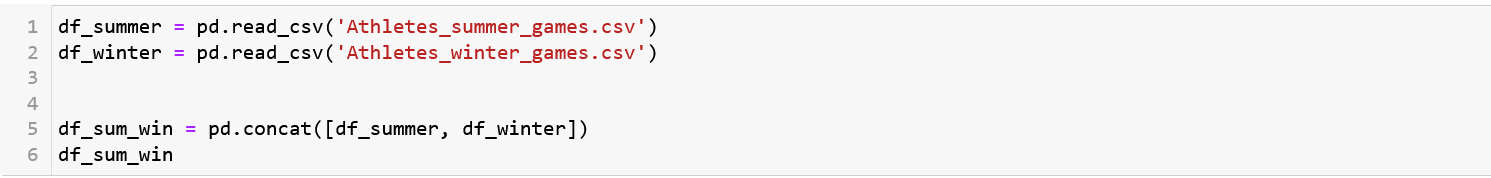 1 df_summer = pd.read_csv('Athletes_summer_games.csv')
2 df_winter = pd.read_csv('Athletes_winter_games.csv')
3
4
5 df_sum_win = pd.concat([df_summer, df_winter])
6 df_sum_win